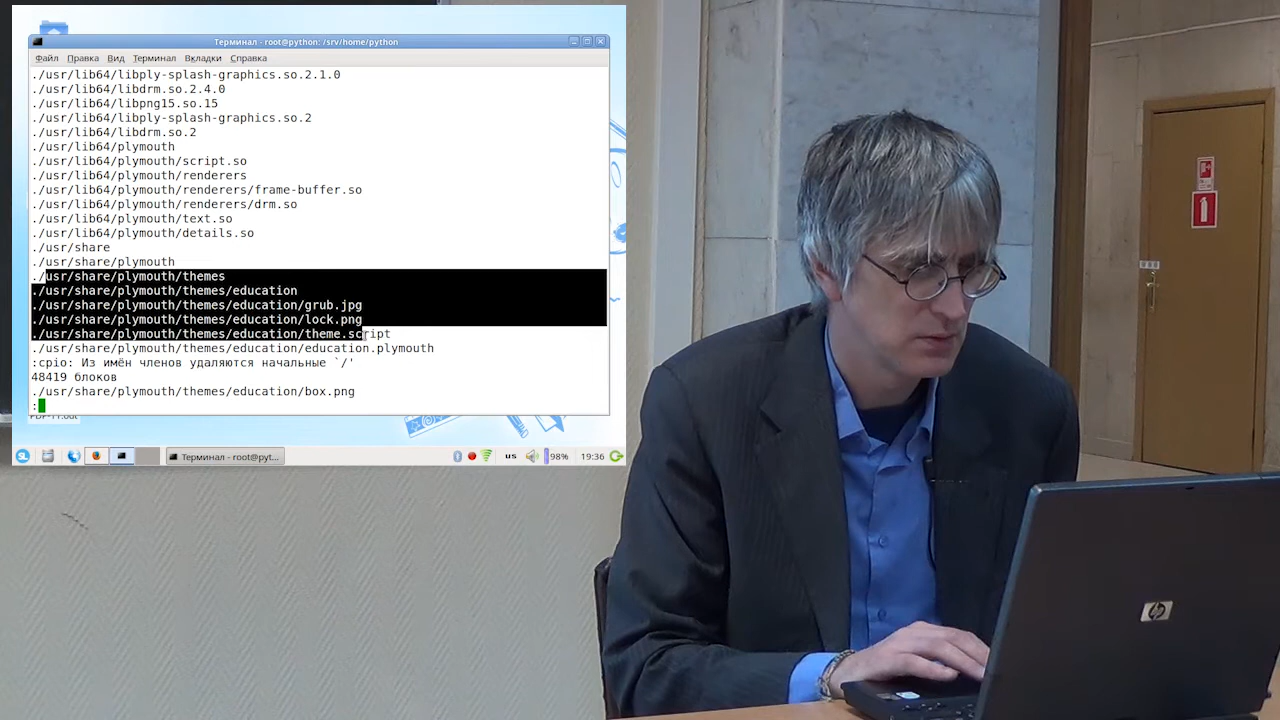 Терминал - root@python: /srv/home/python
Файл Правка Вид Терминал Вкладки Справка
./usr/lib64/libply-splash-graphics.so.2.1.0
./usr/lib64/libdrm.so.2.4.0
./usr/lib64/libpng15.so.15
./usr/lib64/libply-splash-graphics.so.2
./usr/lib64/libdrm.so.2
./usr/lib64/plymouth
./usr/lib64/plymouth/script.so
./usr/lib64/plymouth/renderers
./usr/lib64/plymouth/renderers/frame-buffer.so
./usr/lib64/plymouth/renderers/drm.so
./usr/lib64/plymouth/text.so
./usr/lib64/plymouth/details.so
./usr/share
./usr/share/plymouth
./usr/share/plymouth/themes
./usr/share/plymouth/themes/education
./usr/share/plymouth/themes/education/grub.jpg
./usr/share/plymouth/themes/education/lock.png
./usr/share/plymouth/themes/education/theme.script
./usr/share/plymouth/themes/education/education.plymouth
:cpio: Из имён членов удаляются начальные `/'
48419 блоков
./usr/share/plymouth/themes/education/box.png
:
Терминал - root@pyt...
us
98%
19:36
hp